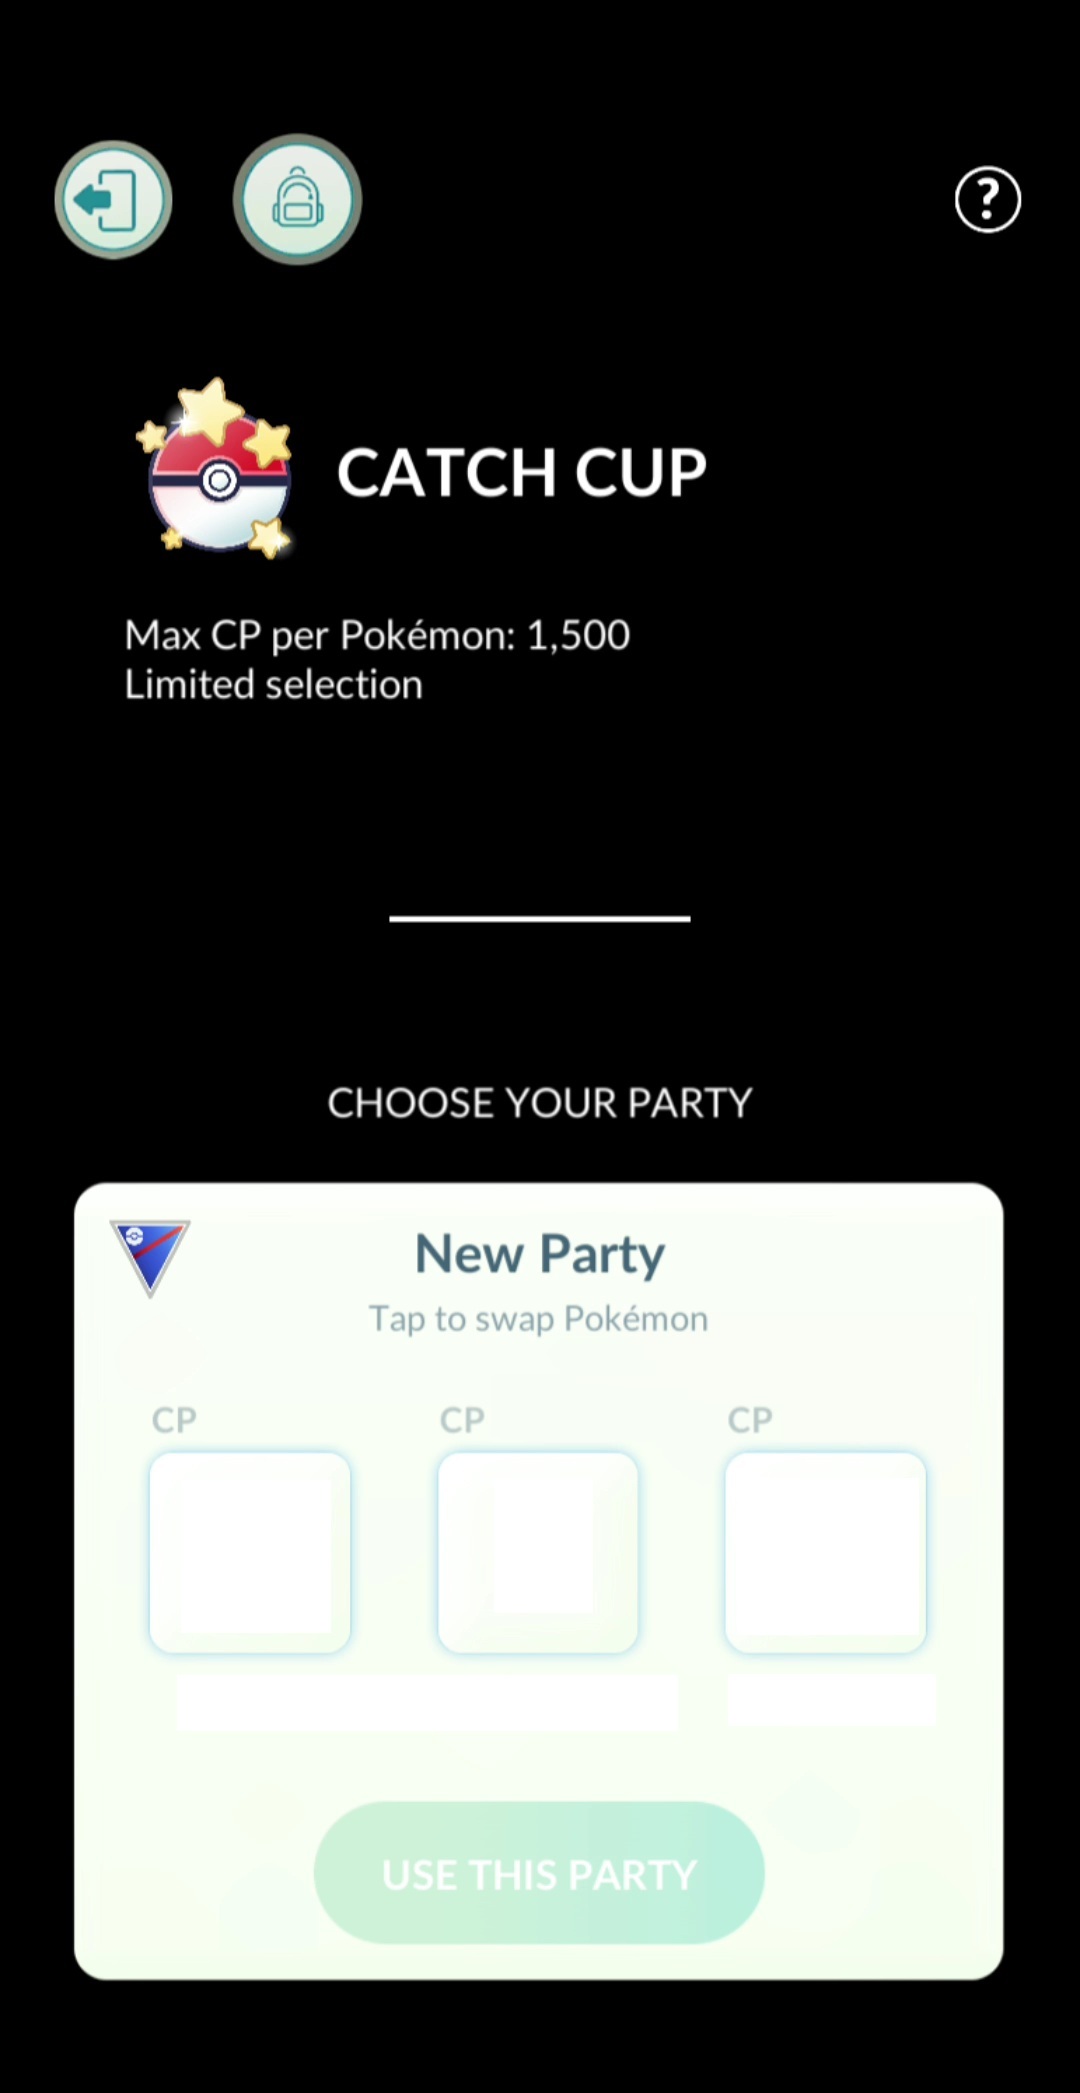 ?
CATCH CUP
Max CP per Pokémon: 1,500
Limited selection
CHOOSE YOUR PARTY
New Party
Tap to swap Pokémon
CP CP CP
USE THIS PARTY